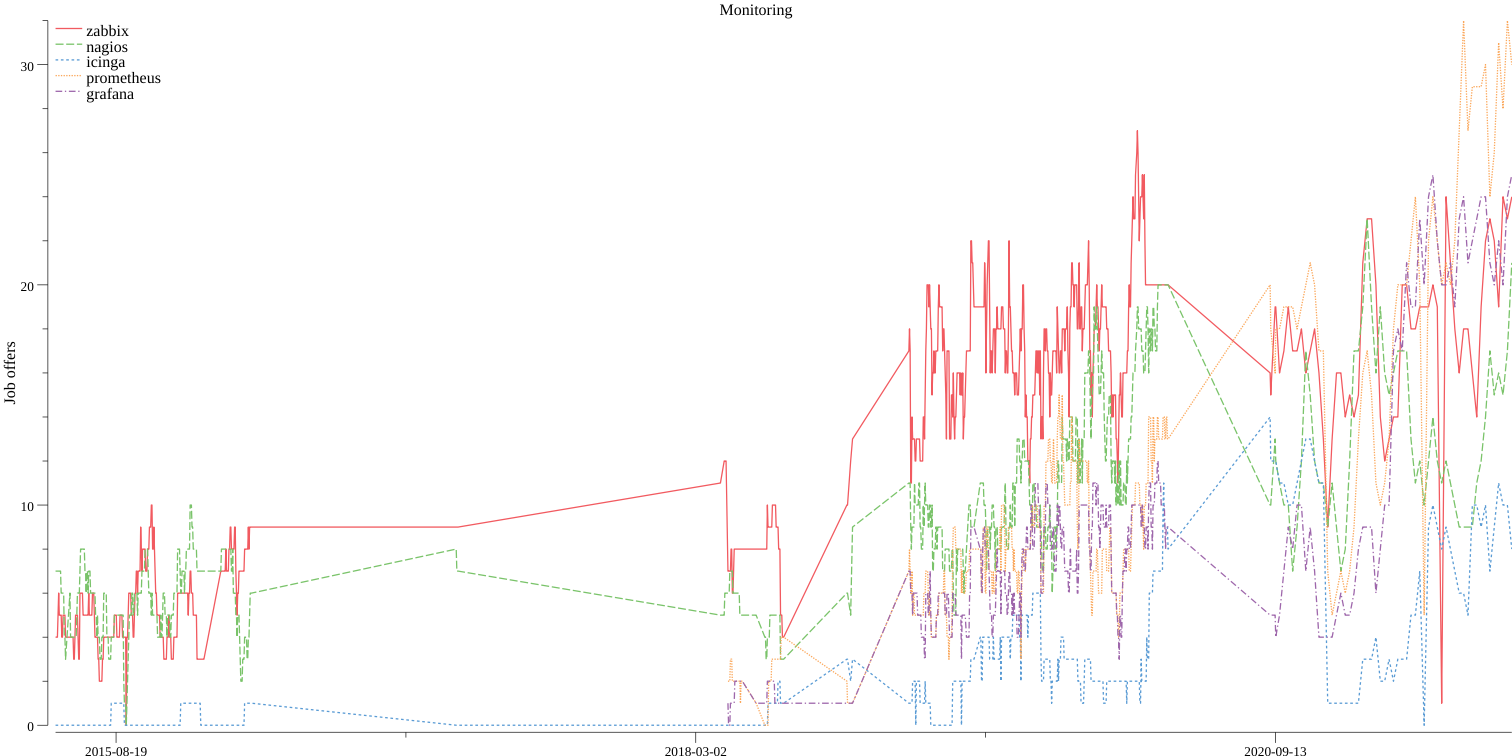 Monitoring
zabbix
nagios
icinga
prometheus
grafana
30
20
10
0
Job offers
2015-08-19
2018-03-02
2020-09-13